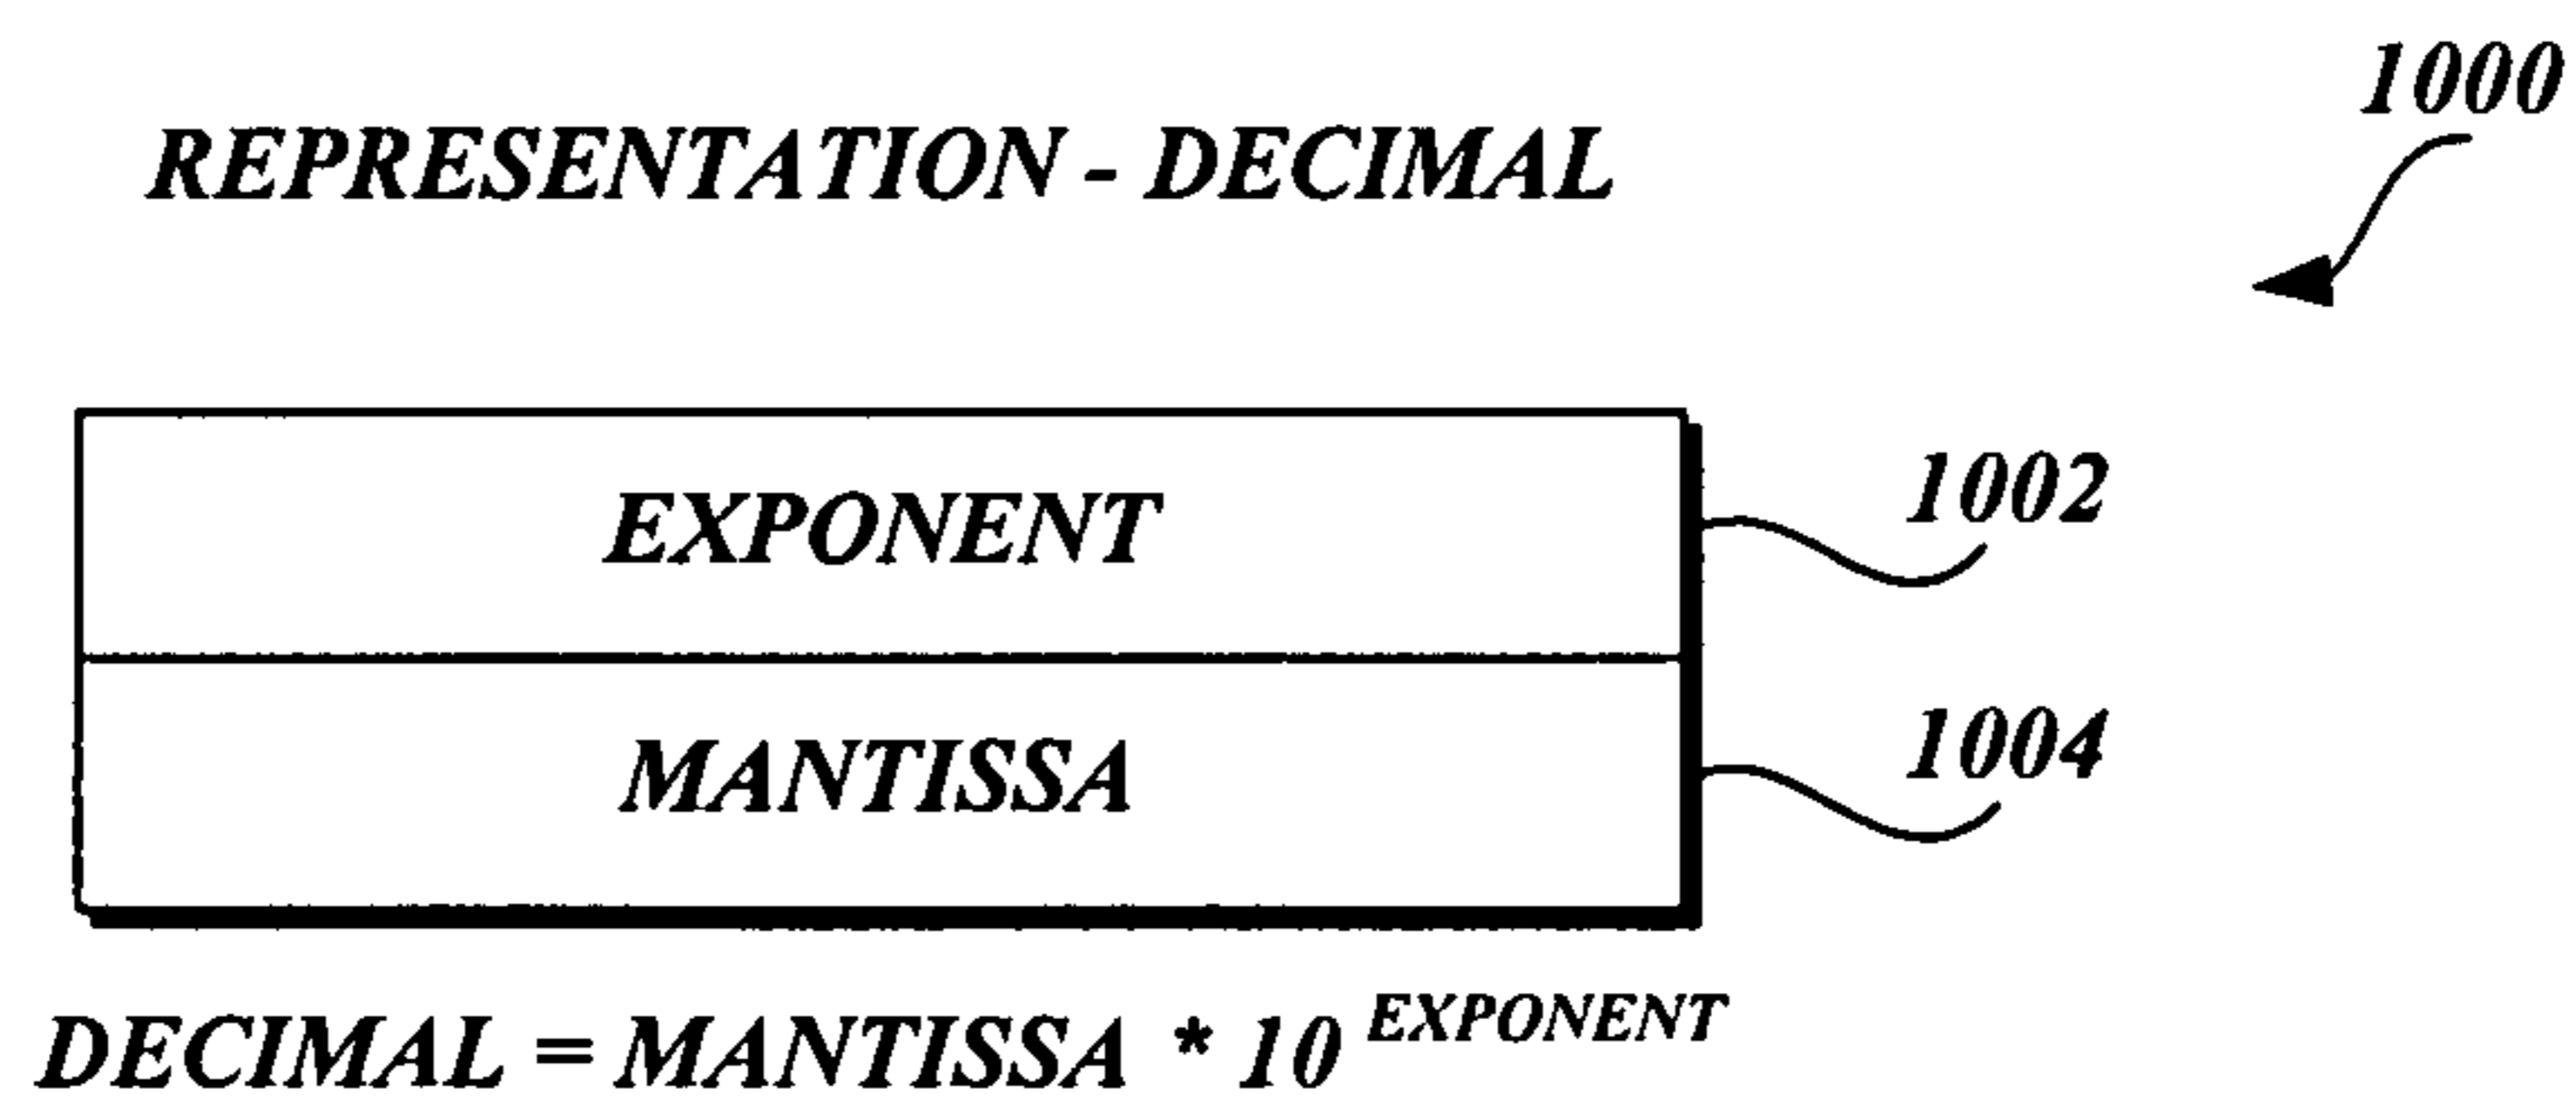 1000
REPRESENTATION - DECIMAL
EXPONENT
1002
MANTISSA
1004
DECIMAL = MANTISSA * 10 EXPONENT